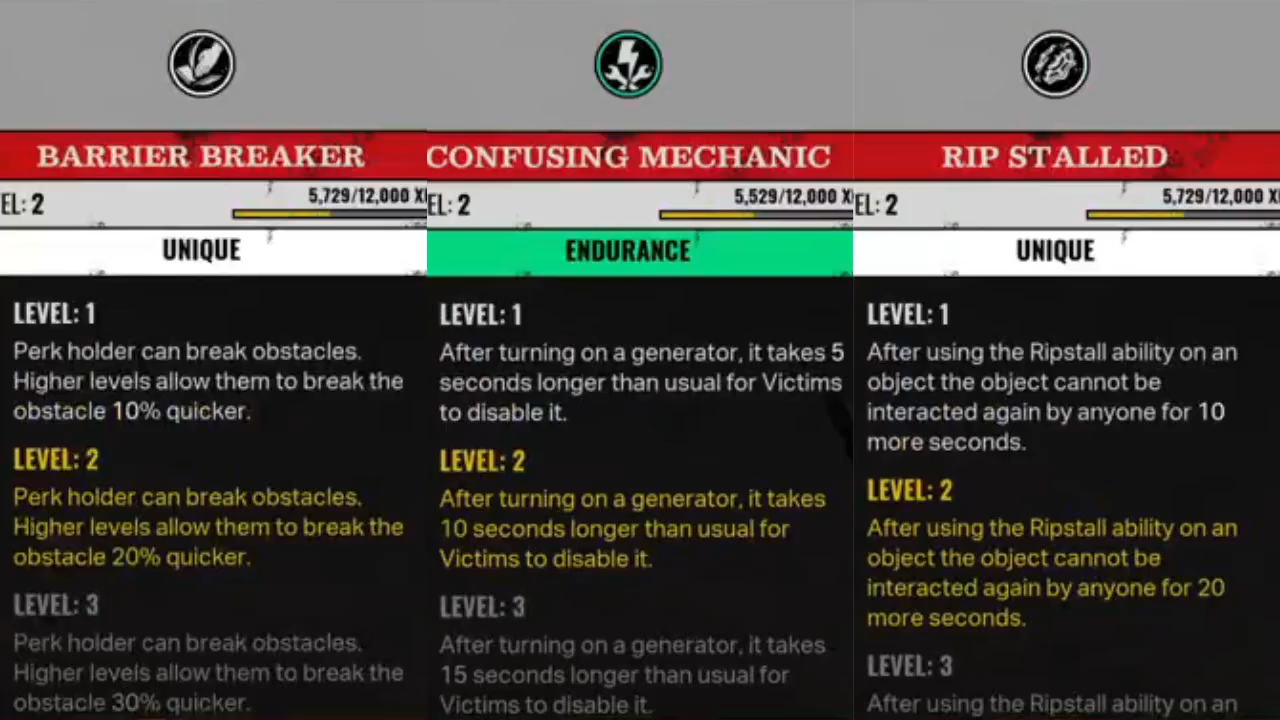 BARRIER BREAKER
EL: 2
5,729/12,000 X
UNIQUE
LEVEL: 1
Perk holder can break obstacles.
Higher levels allow them to break the
obstacle 10% quicker.
LEVEL: 2
Perk holder can break obstacles.
Higher levels allow them to break the
obstacle 20% quicker.
LEVEL: 3
Perk holder can break obstacles.
Higher levels allow them to break the
obstacle 30% quicker.
CONFUSING MECHANIC
EL: 2
5,529/12,000 X
ENDURANCE
LEVEL: 1
After turning on a generator, it takes 5
seconds longer than usual for Victims
to disable it.
LEVEL: 2
After turning on a generator, it takes
10 seconds longer than usual for
Victims to disable it.
LEVEL: 3
After turning on a generator, it takes
15 seconds longer than usual for
Victims to disable it.
RIP STALLED
EL: 2
5,729/12,000 X
UNIQUE
LEVEL: 1
After using the Ripstall ability on an
object the object cannot be
interacted again by anyone for 10
more seconds.
LEVEL: 2
After using the Ripstall ability on an
object the object cannot be
interacted again by anyone for 20
more seconds.
LEVEL: 3
After using the Ripstall ability on an